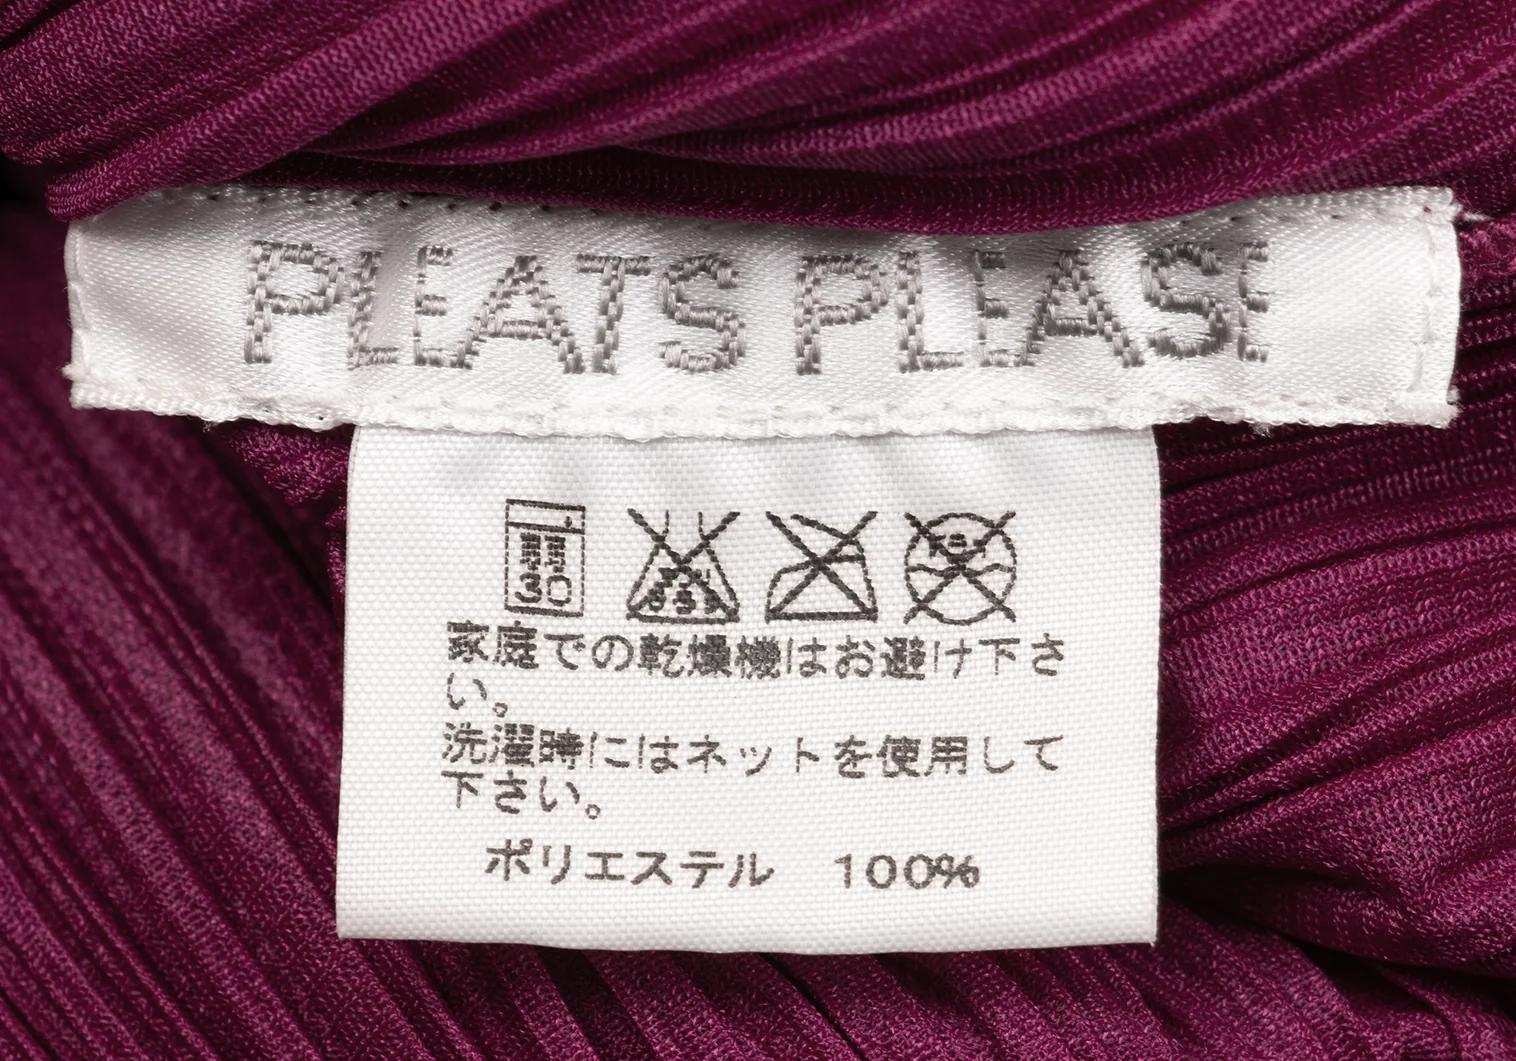 PLEATS PLEASE
弱
30
家庭での乾燥機はお避け下さ
い。
洗濯時にはネットを使用して
下さい。
ポリエステル 100%